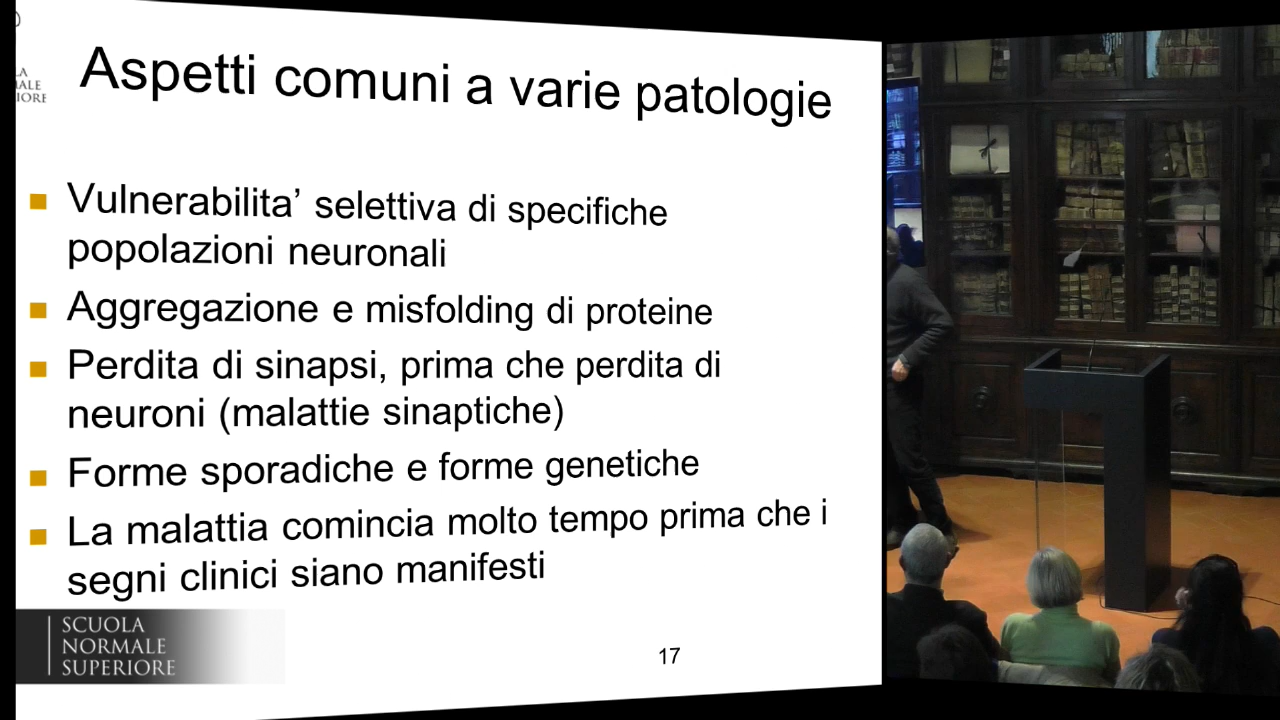 Aspetti comuni a varie patologie
Vulnerabilita' selettiva di specifiche
popolazioni neuronali
Aggregazione e misfolding di proteine
Perdita di sinapsi, prima che perdita di
neuroni (malattie sinaptiche)
Forme sporadiche e forme genetiche
La malattia comincia molto tempo prima che i
segni clinici siano manifesti
SCUOLA
NORMALE
SUPERIORE
17